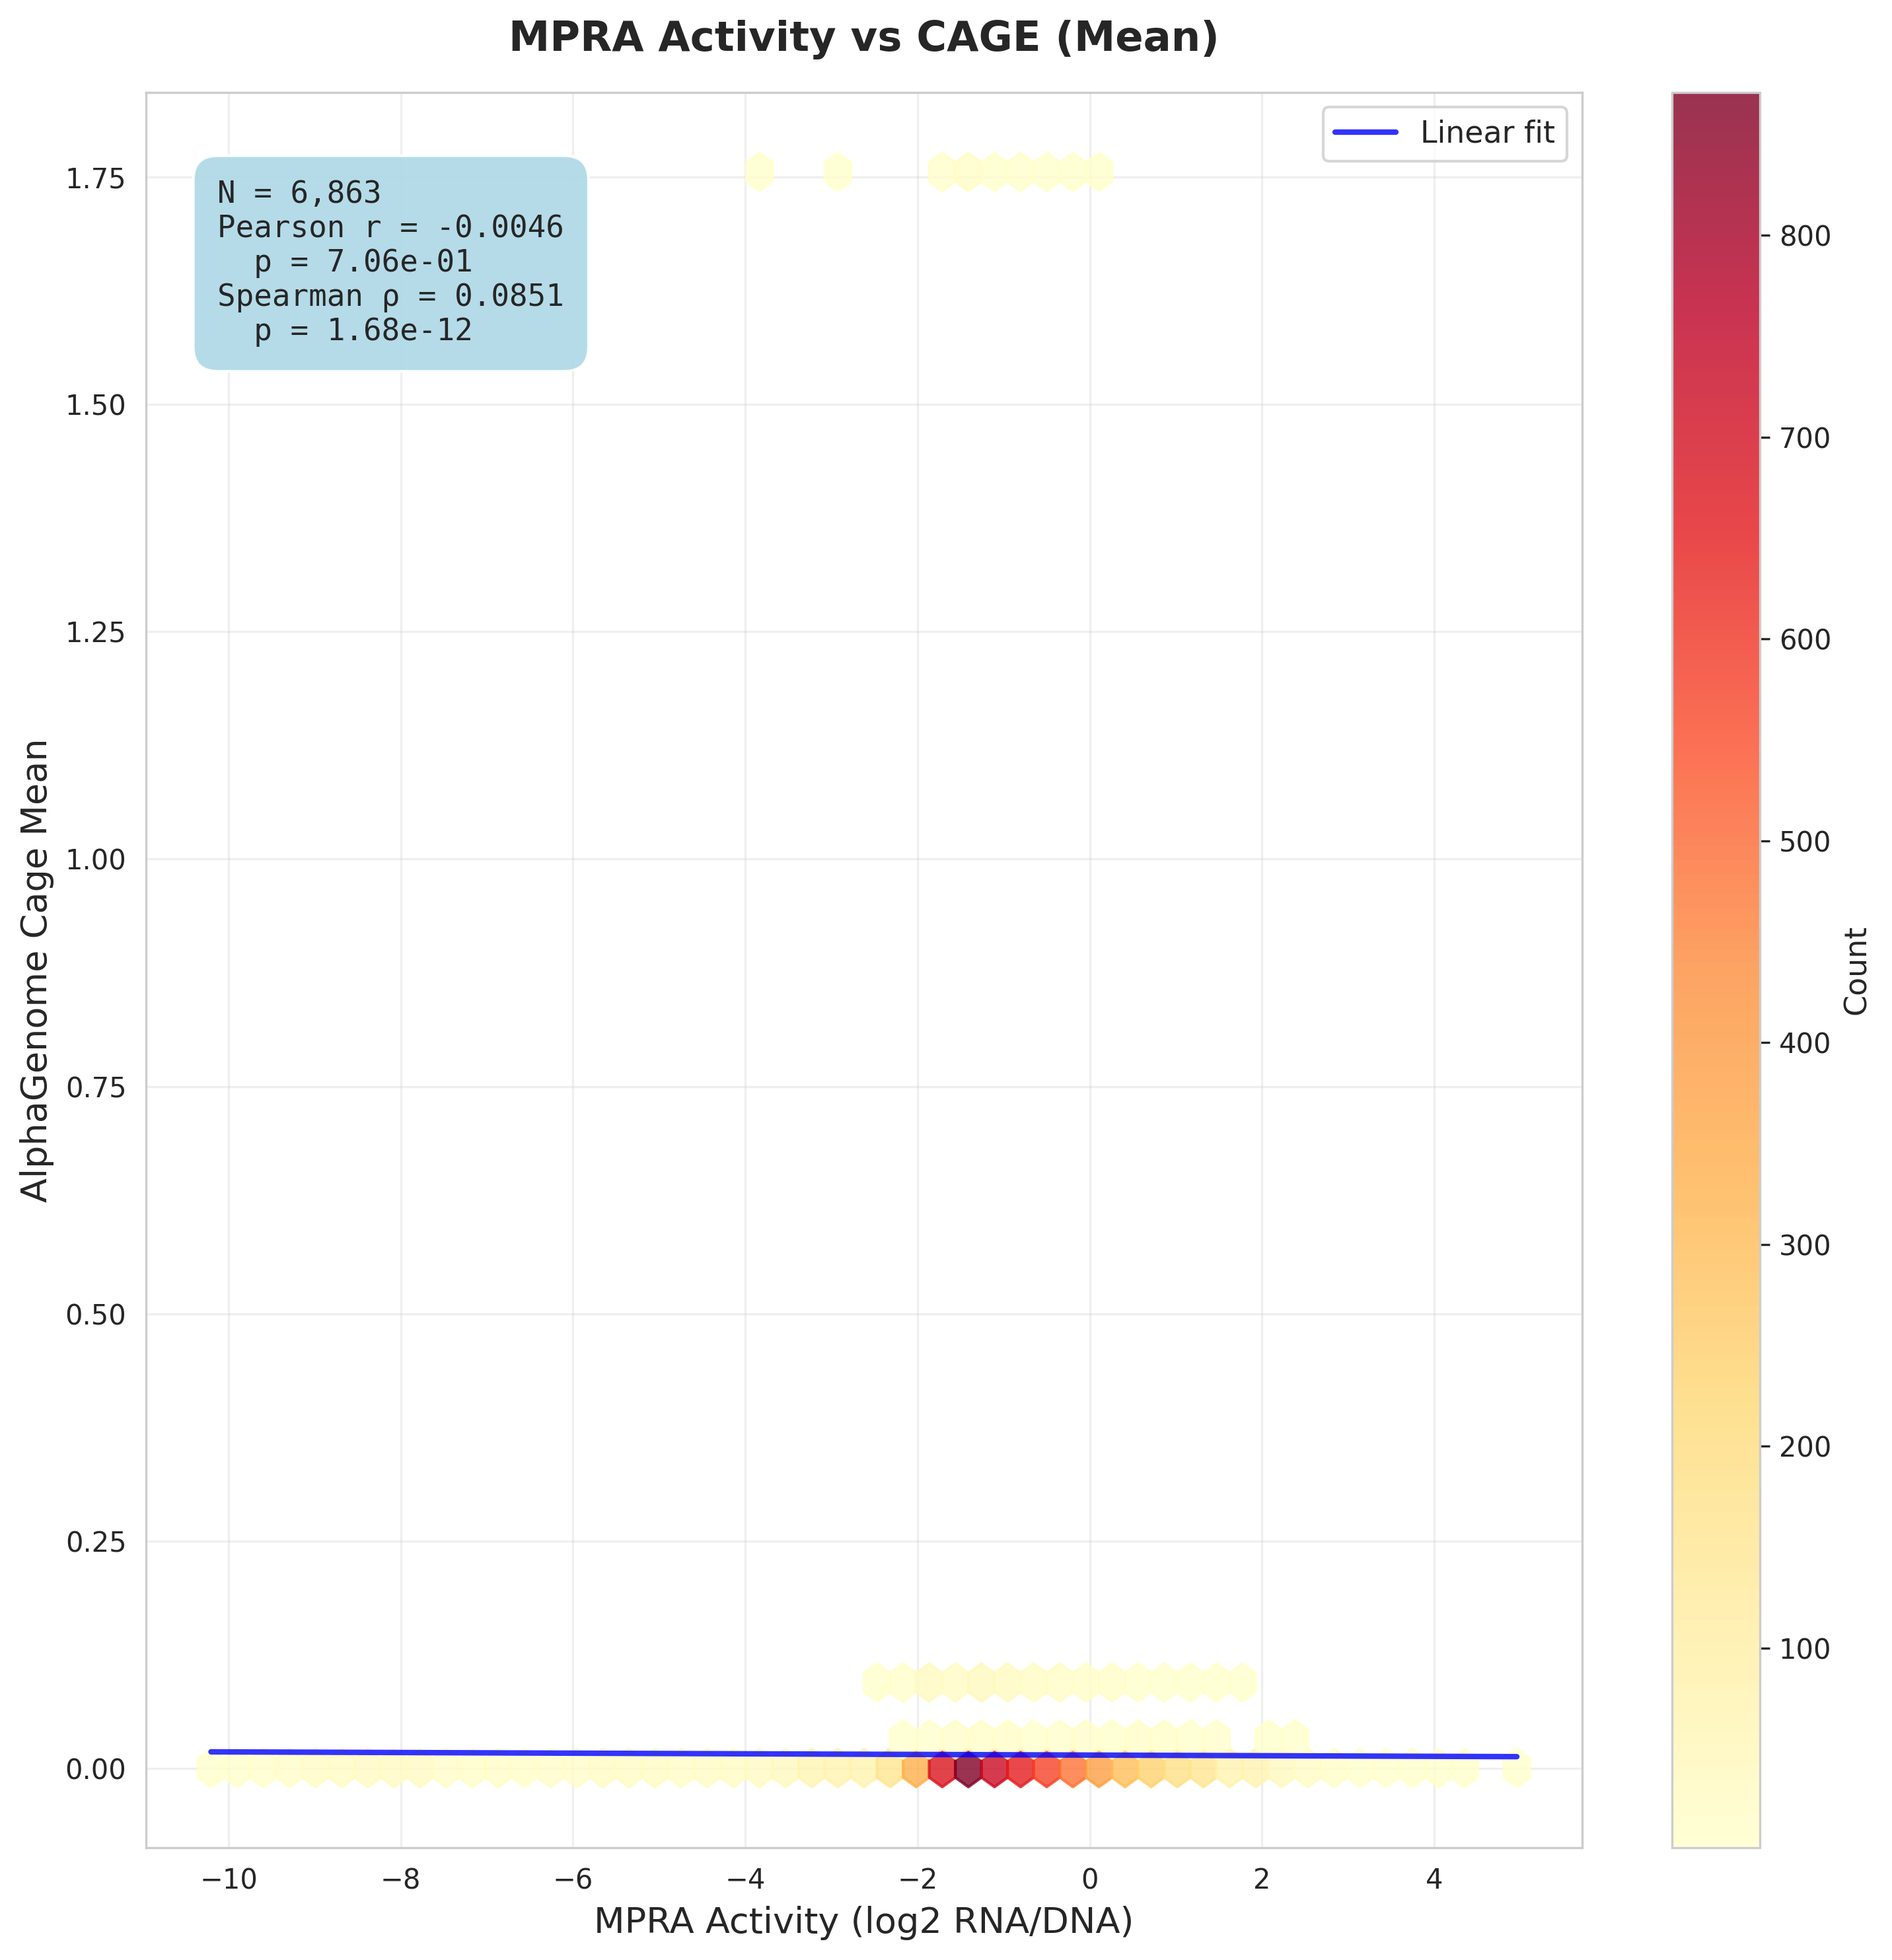 MPRA Activity vs CAGE (Mean)
Linear fit
N = 6,863
Pearson r = -0.0046
p = 7.06e-01
Spearman ρ = 0.0851
p = 1.68e-12
AlphaGenome Cage Mean
1.75
1.50
1.25
1.00
0.75
0.50
0.25
0.00
−10
−8
−6
−4
−2
0
2
4
MPRA Activity (log2 RNA/DNA)
800
700
600
500
400
300
200
100
Count